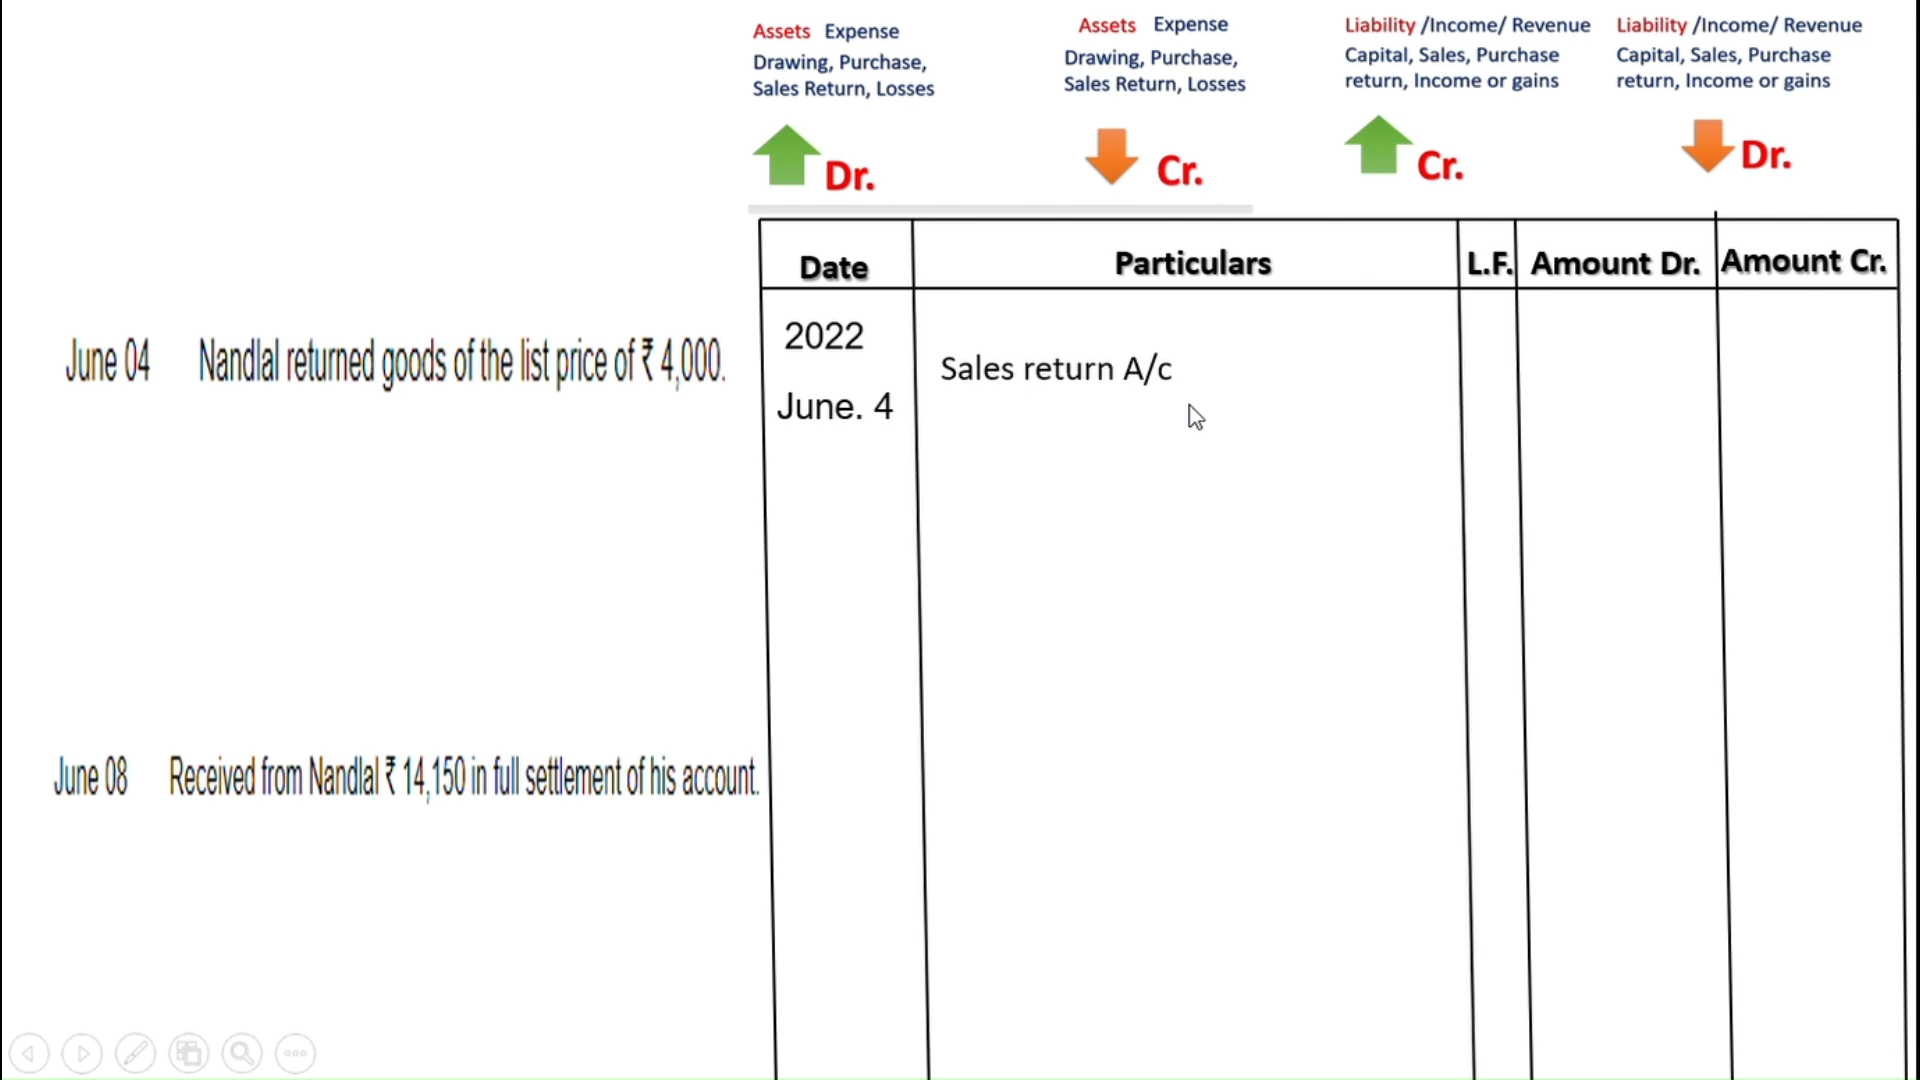 Assets Expense
Drawing, Purchase,
Sales Return, Losses
Dr.
Assets Expense
Drawing, Purchase,
Sales Return, Losses
Cr.
Liability /Income/ Revenue
Capital, Sales, Purchase
return, Income or gains
Cr.
Liability /Income/ Revenue
Capital, Sales, Purchase
return, Income or gains
Dr.
Date Particulars L.F. Amount Dr. Amount Cr.
June 04 Nandlal returned goods of the list price of ₹ 4,000.
2022
June. 4
Sales return A/c
June 08 Received from Nandlal ₹ 14,150 in full settlement of his account.